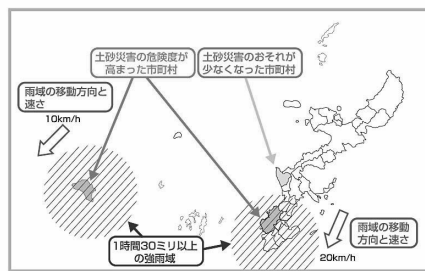 土砂災害の危険度が
高まった市町村
土砂災害のおそれが
少なくなった市町村
雨域の移動方向と
速さ
10km/h
1時間30ミリ以上
の強雨域
雨域の移動
方向と速さ
20km/h